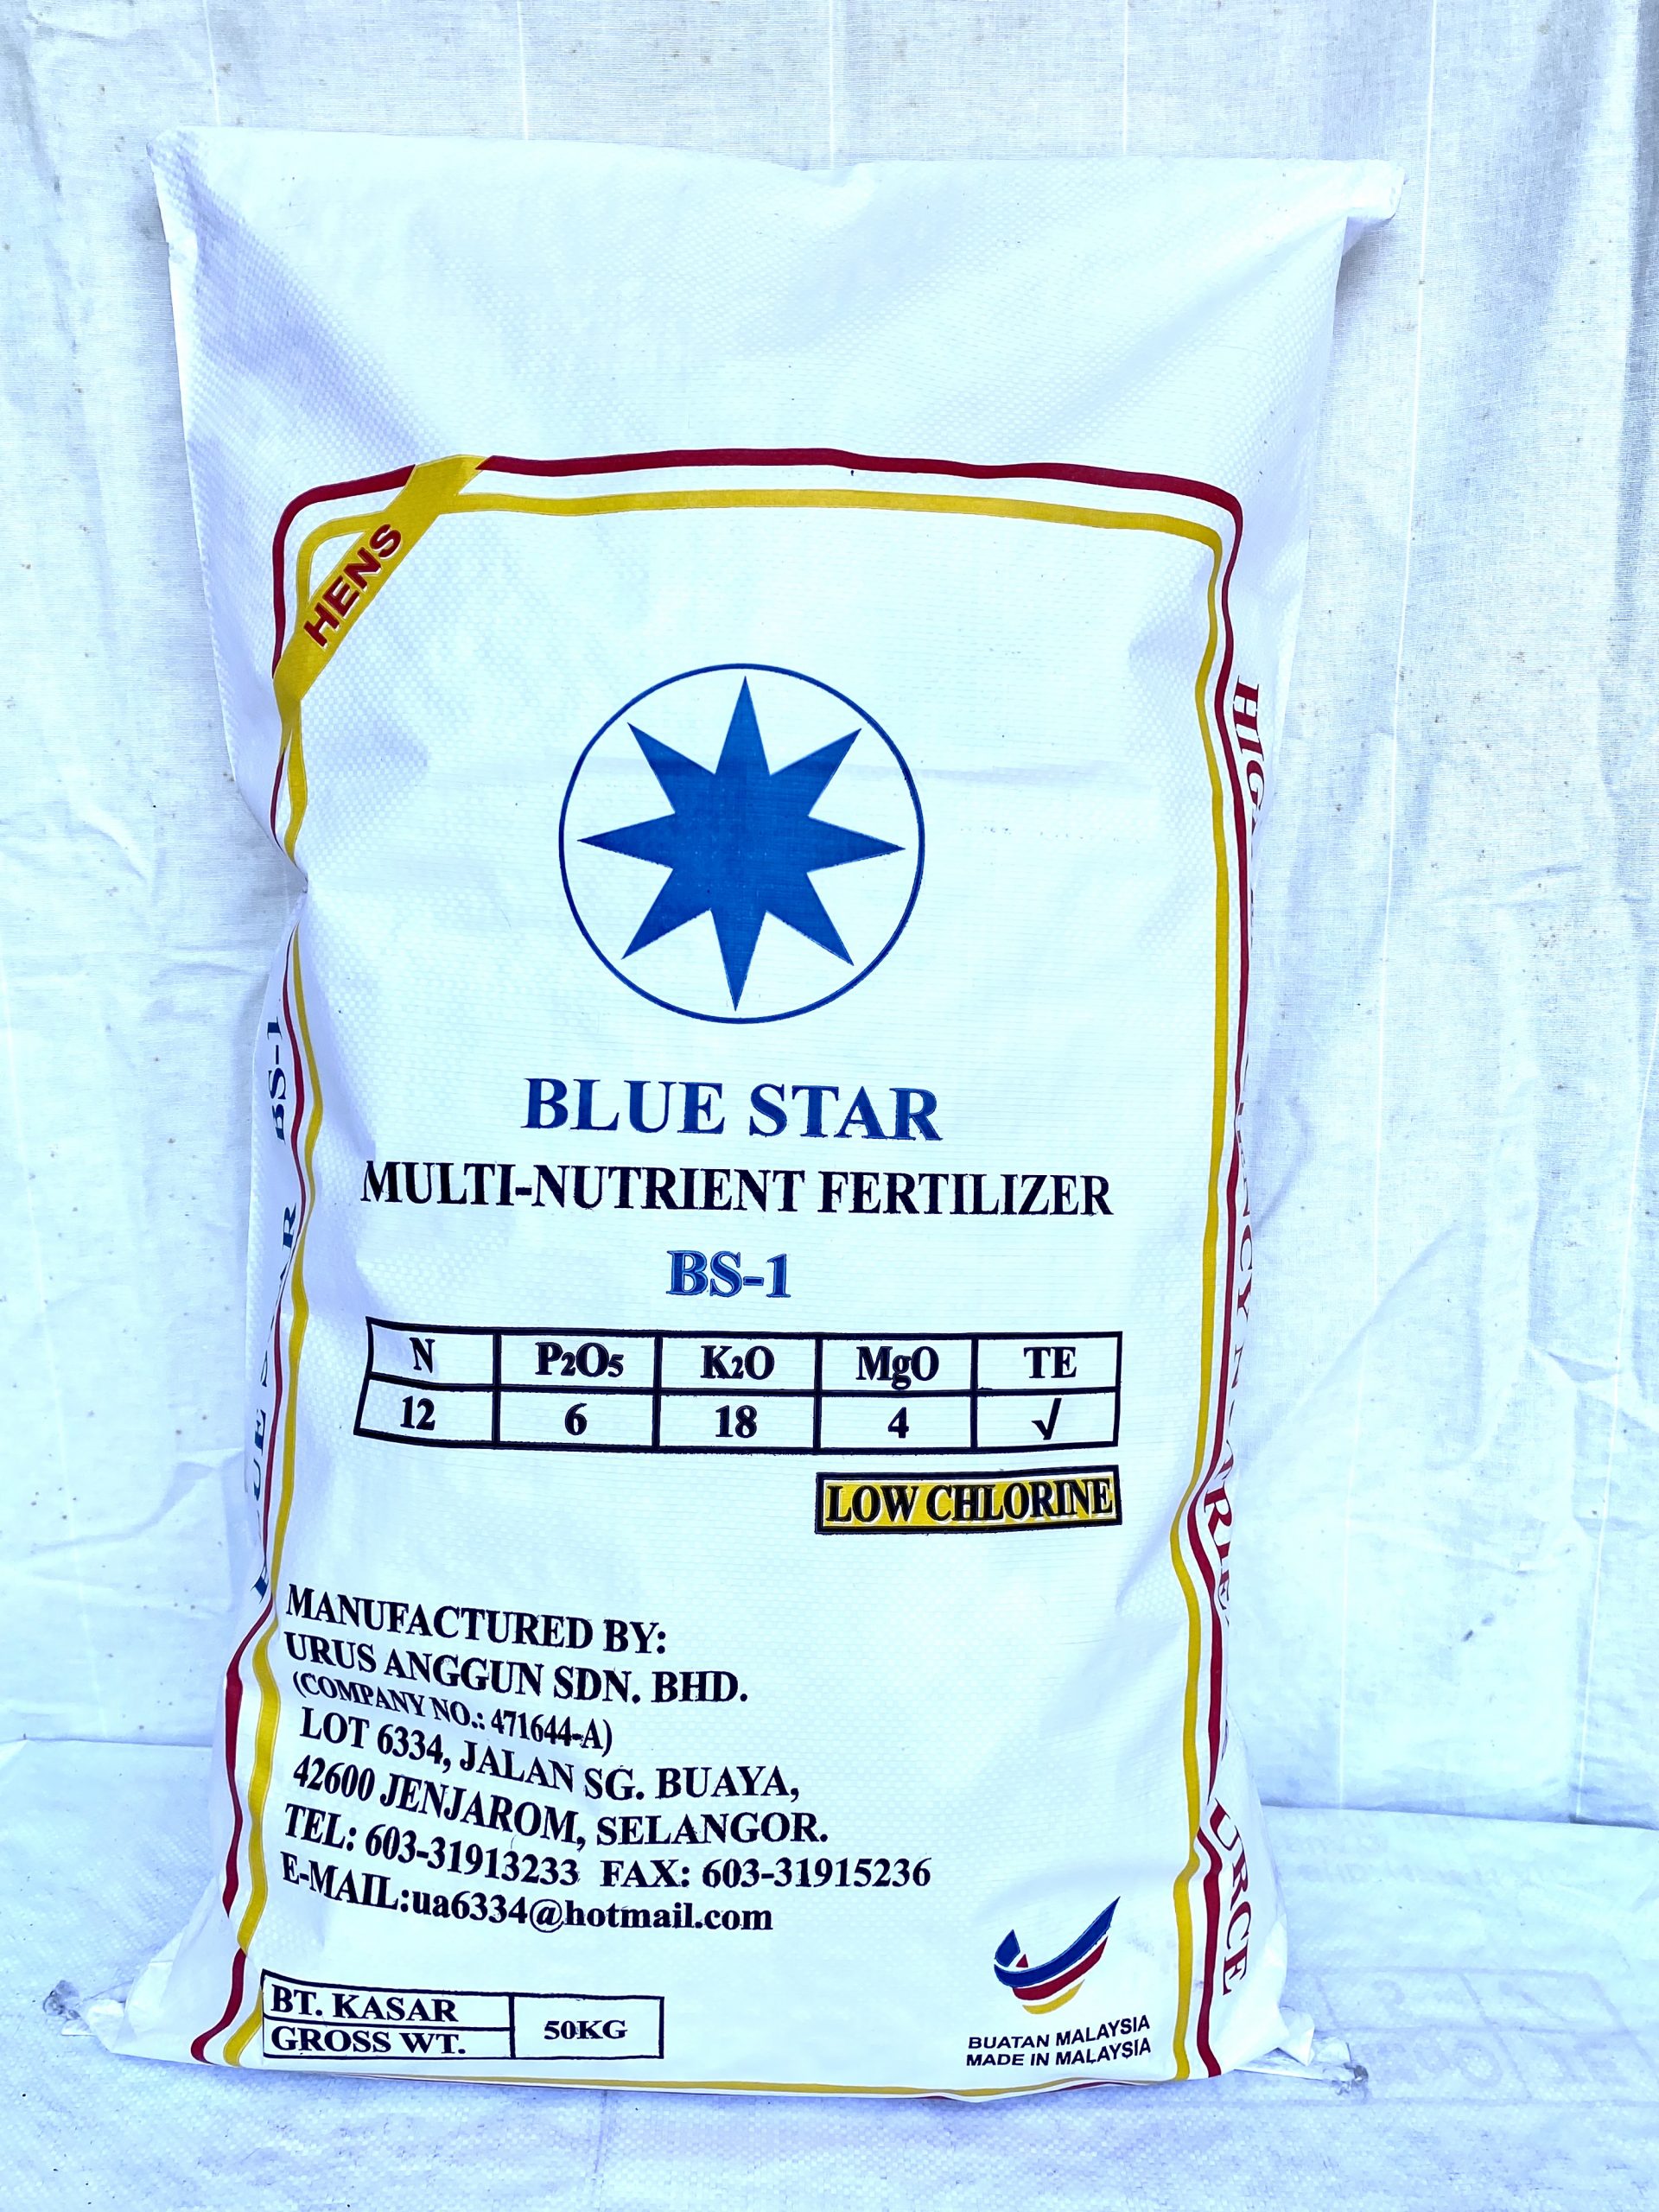 HENS
BLUE STAR
MULTI-NUTRIENT FERTILIZER
BS-1
N P2O5 K2O MgO TE
12 6 18 4 √
LOW CHLORINE
MANUFACTURED BY:
URUS ANGGUN SDN. BHD.
(COMPANY NO.: 471644-A)
LOT 6334, JALAN SG. BUAYA,
42600 JENJAROM, SELANGOR.
TEL: 603-31913233 FAX: 603-31915236
E-MAIL:ua6334@hotmail.com
BT. KASAR
GROSS WT.
50KG
BUATAN MALAYSIA
MADE IN MALAYSIA
BS-1